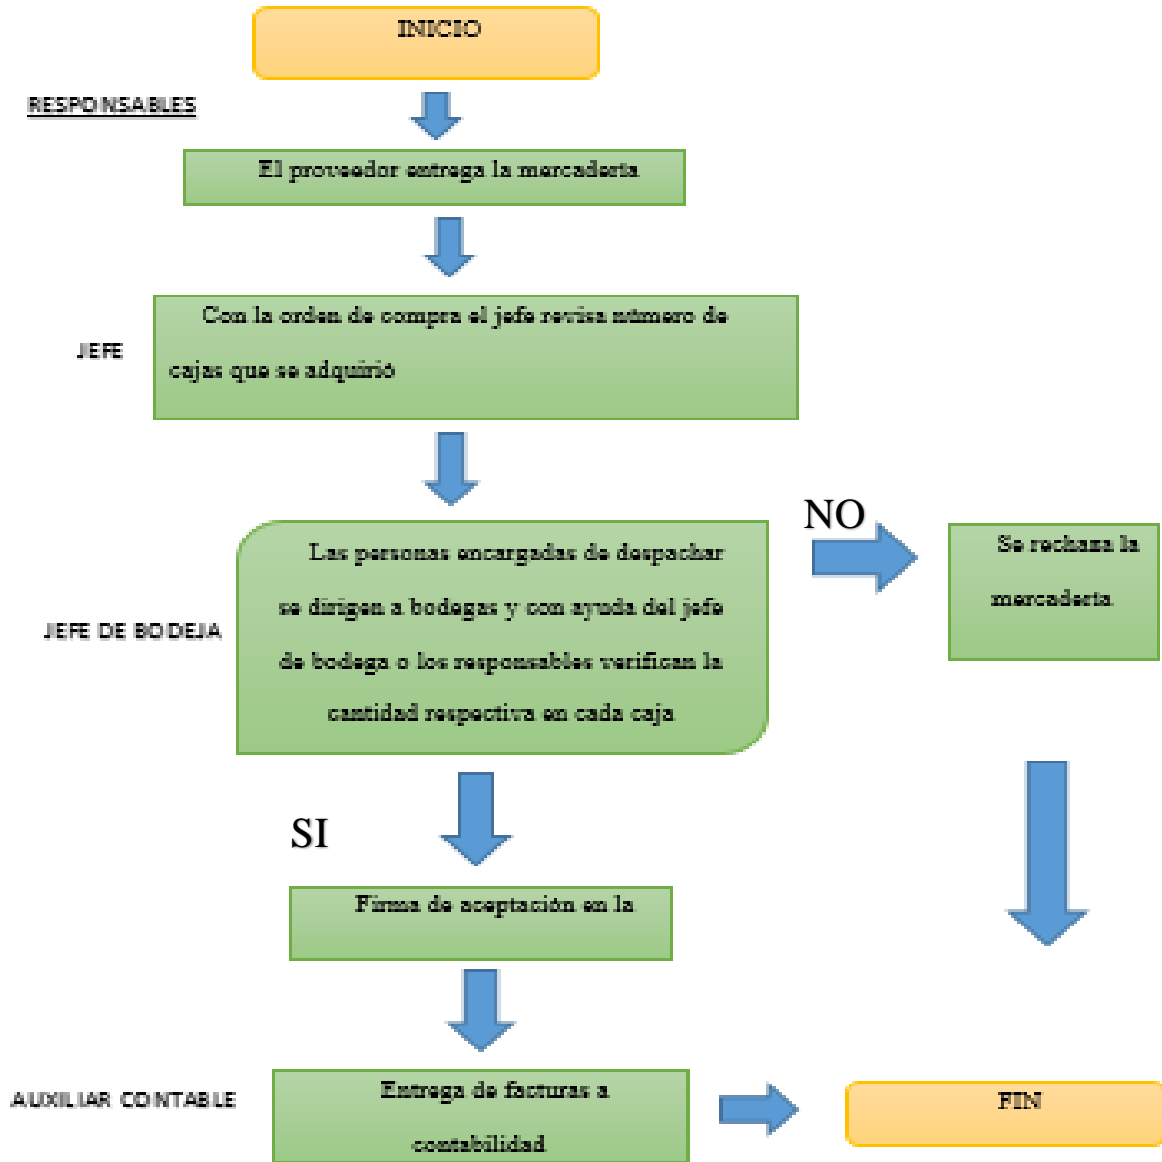 INICIO
RESPONSABLES
El proveedor entrega la mercadería
Con la orden de compra el jefe revisa número de
cajas que se adquirió
JEFE
NO
Las personas encargadas de despachar
se dirigen a bodegas y con ayuda del jefe
de bodega o los responsables verifican la
cantidad respectiva en cada caja
JEFE DE BODEJA
Se rechaza la
mercadería
SI
Firma de aceptación en la
AUXILIAR CONTABLE
Entrega de facturas a
contabilidad
FIN